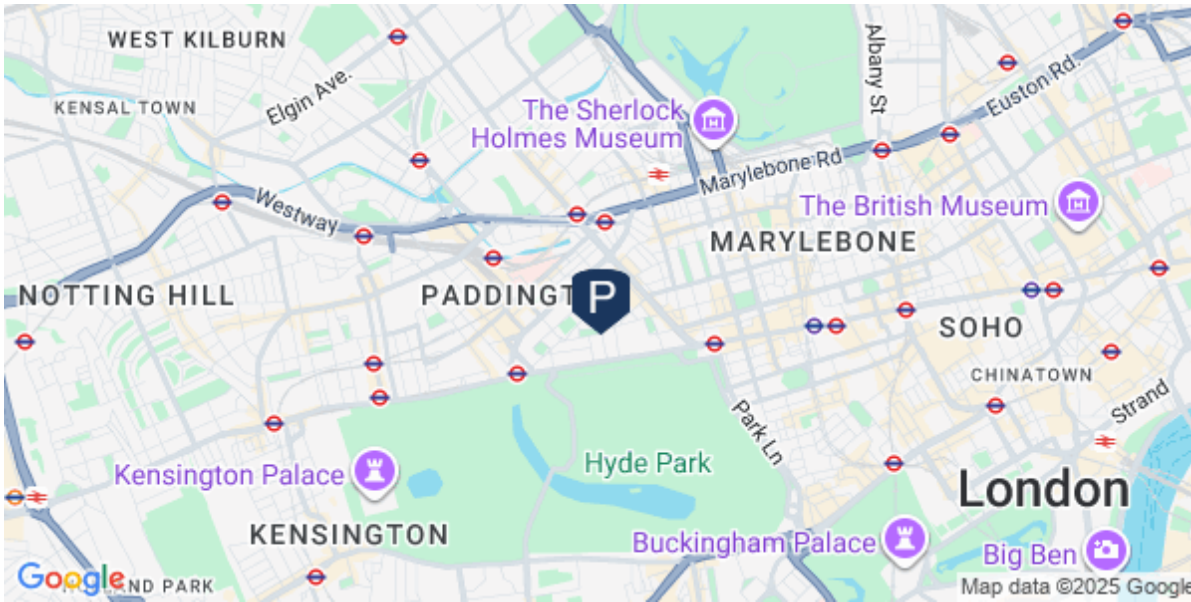 WEST KILBURN
Albany St
Euston Rd.
KENSAL TOWN
Elgin Ave.
The Sherlock
Holmes Museum
Marylebone Rd
Westway
The British Museum
MARYLEBONE
NOTTING HILL
PADDINGT
P
SOHO
CHINATOWN
Strand
Park Ln
Kensington Palace
Hyde Park
London
KENSINGTON
Buckingham Palace
Big Ben
Google
AND PARK
Map data ©2025 Google